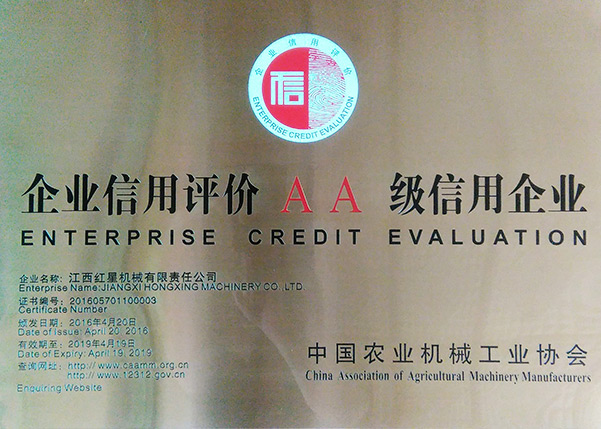 企业信用评价
信
ENTERPRISE CREDIT EVALUATION
企业信用评价 AA 级信用企业
ENTERPRISE CREDIT EVALUATION
企业名称：江西红星机械有限责任公司
Enterprise Name:JIANGXI HONGXING MACHINERY CO.,LTD
证书编号：201605701100003
Certificate Number
颁发日期：2016年4月20日
Date of Issue: April 20, 2016
有效期至：2019年4月19日
Date of Expiry: April 19, 2019
查询网址：http://www.caamm.org.cn
http://www.12312.gov.cn
Enquiring Website
中国农业机械工业协会
China Association of Agricultural Machinery Manufacturers